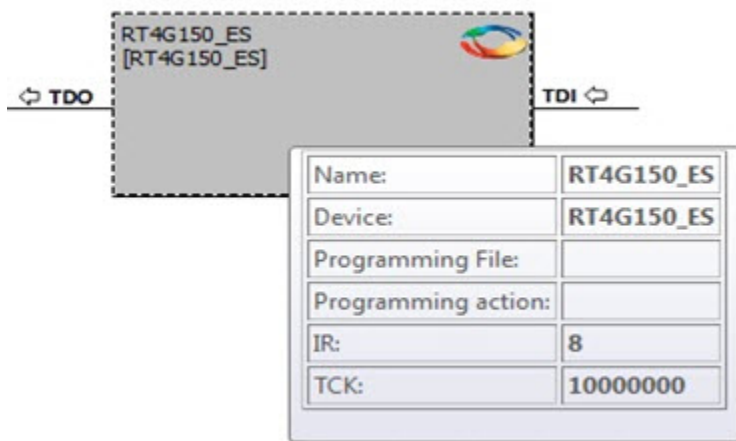 RT4G150_ES
[RT4G150_ES]
TDO
TDI
Name: RT4G150_ES
Device: RT4G150_ES
Programming File:
Programming action:
IR: 8
TCK: 10000000